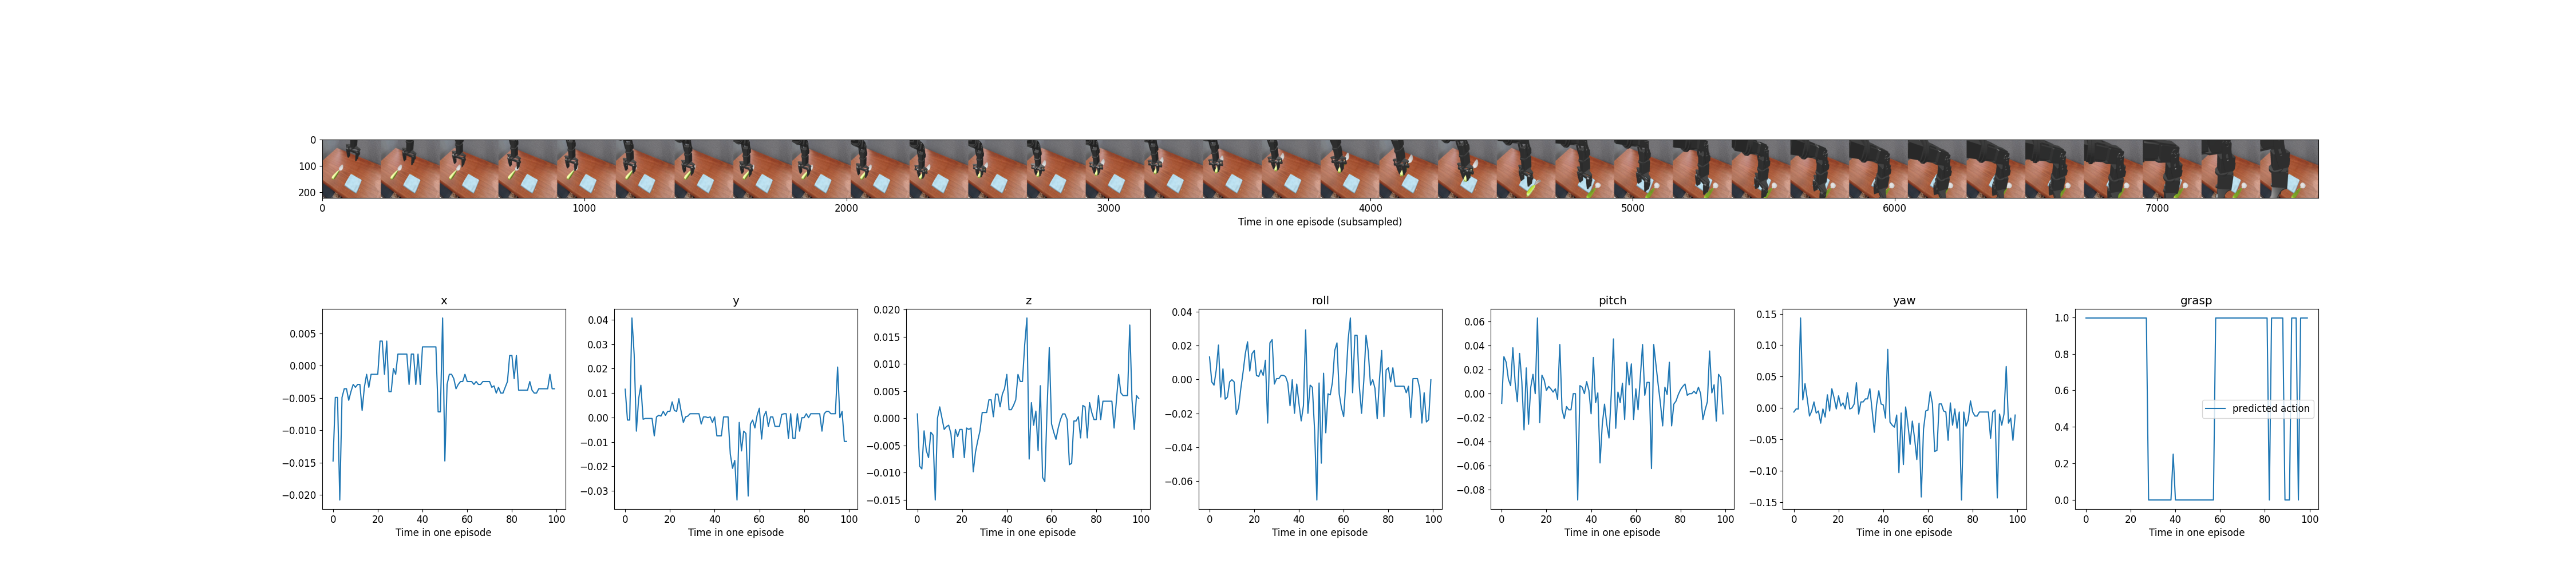 0
100
200
0 1000 2000 3000 4000 5000 6000 7000
Time in one episode (subsampled)
x
0.005
0.000
−0.005
−0.010
−0.015
−0.020
0 20 40 60 80 100
Time in one episode
y
0.04
0.03
0.02
0.01
0.00
−0.01
−0.02
−0.03
0 20 40 60 80 100
Time in one episode
z
0.020
0.015
0.010
0.005
0.000
−0.005
−0.010
−0.015
0 20 40 60 80 100
Time in one episode
roll
0.04
0.02
0.00
−0.02
−0.04
−0.06
0 20 40 60 80 100
Time in one episode
pitch
0.06
0.04
0.02
0.00
−0.02
−0.04
−0.06
−0.08
0 20 40 60 80 100
Time in one episode
yaw
0.15
0.10
0.05
0.00
−0.05
−0.10
−0.15
0 20 40 60 80 100
Time in one episode
grasp
1.0
0.8
0.6
0.4
0.2
0.0
predicted action
0 20 40 60 80 100
Time in one episode